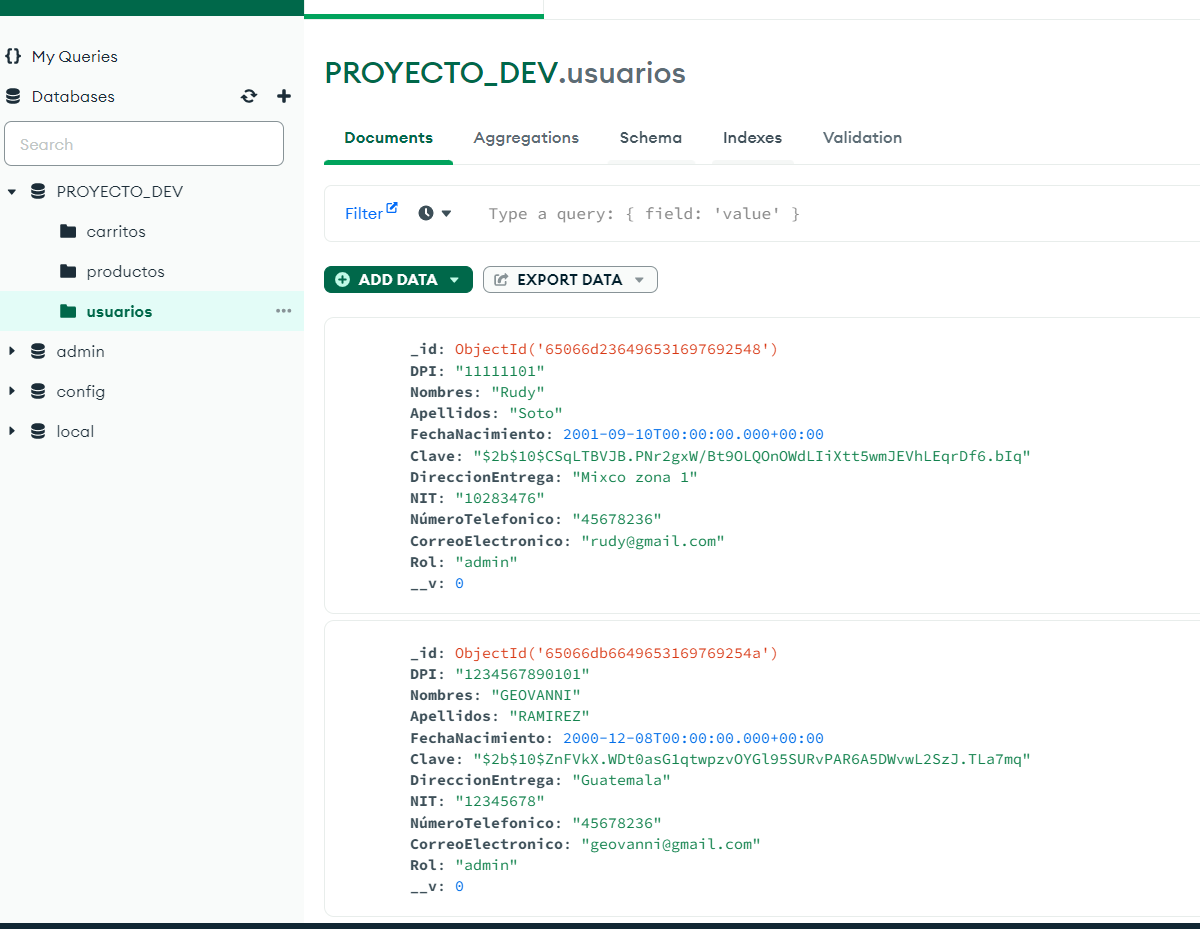 My Queries
Databases
Search
PROYECTO_DEV
carritos
productos
usuarios
admin
config
local
PROYECTO_DEV.usuarios
Documents Aggregations Schema Indexes Validation
Filter Type a query: { field: 'value' }
ADD DATA EXPORT DATA
_id: ObjectId('65066d236496531697692548')
DPI: "11111101"
Nombres: "Rudy"
Apellidos: "Soto"
FechaNacimiento: 2001-09-10T00:00:00.000+00:00
Clave: "$2b$10$CSqLTBVJB.PNr2gxW/Bt9OLQOnOWdLIiXtt5wmJEVhLEqrDf6.bIq"
DireccionEntrega: "Mixco zona 1"
NIT: "10283476"
NúmeroTelefonico: "45678236"
CorreoElectronico: "rudy@gmail.com"
Rol: "admin"
__v: 0
_id: ObjectId('65066db6649653169769254a')
DPI: "1234567890101"
Nombres: "GEOVANNI"
Apellidos: "RAMIREZ"
FechaNacimiento: 2000-12-08T00:00:00.000+00:00
Clave: "$2b$10$ZnFVkX.WDt0asG1qtwpzvOYGl95SURvPAR6A5DWvwL2SzJ.TLa7mq"
DireccionEntrega: "Guatemala"
NIT: "12345678"
NúmeroTelefonico: "45678236"
CorreoElectronico: "geovanni@gmail.com"
Rol: "admin"
__v: 0